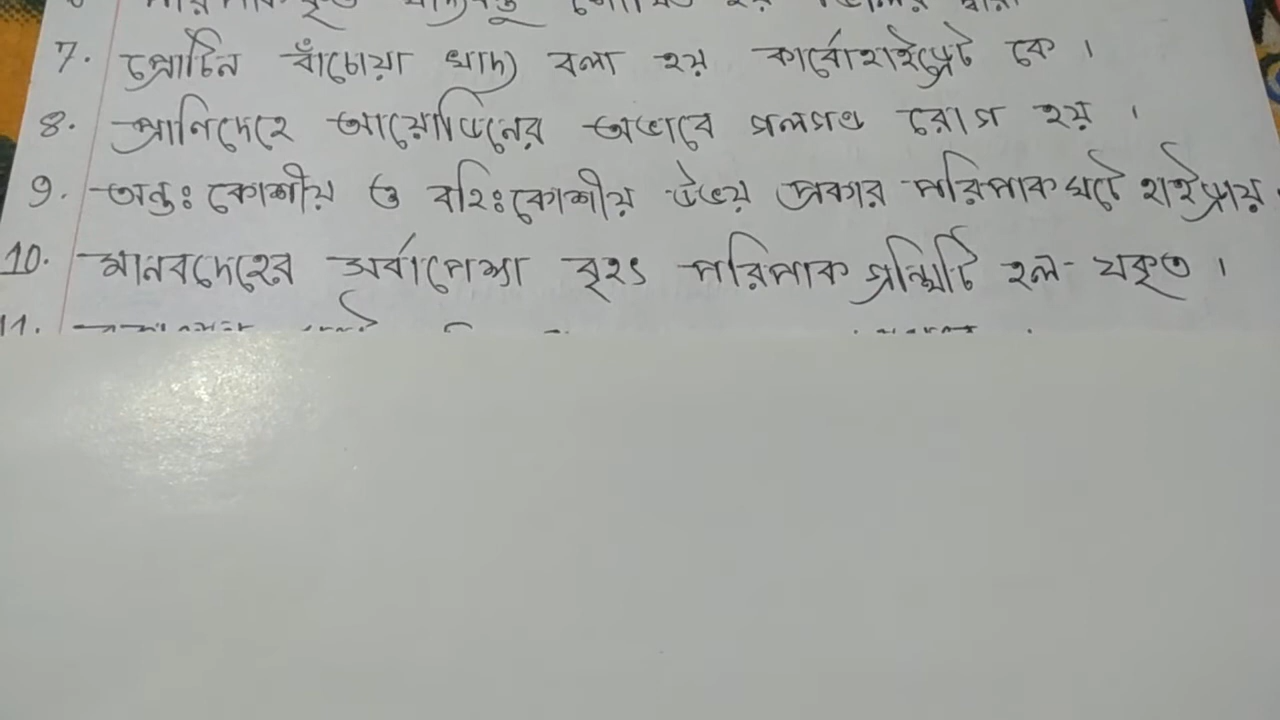 7. প্রোটিন বাঁচোয়া খাদ্য বলা হয় কার্বোহাইড্রেট কে ।
8. প্রানিদেহে আয়োডিনের অভাবে গলগণ্ড রোগ হয় ।
9. অন্তঃ কোশীয় ও বহিঃকোশীয় উভয় প্রকার পরিপাক ঘটে হাইড্রায়
10. মানবদেহের সর্বাপেক্ষা বৃহৎ পরিপাক গ্রন্থিটি হল - যকৃত ।
11.